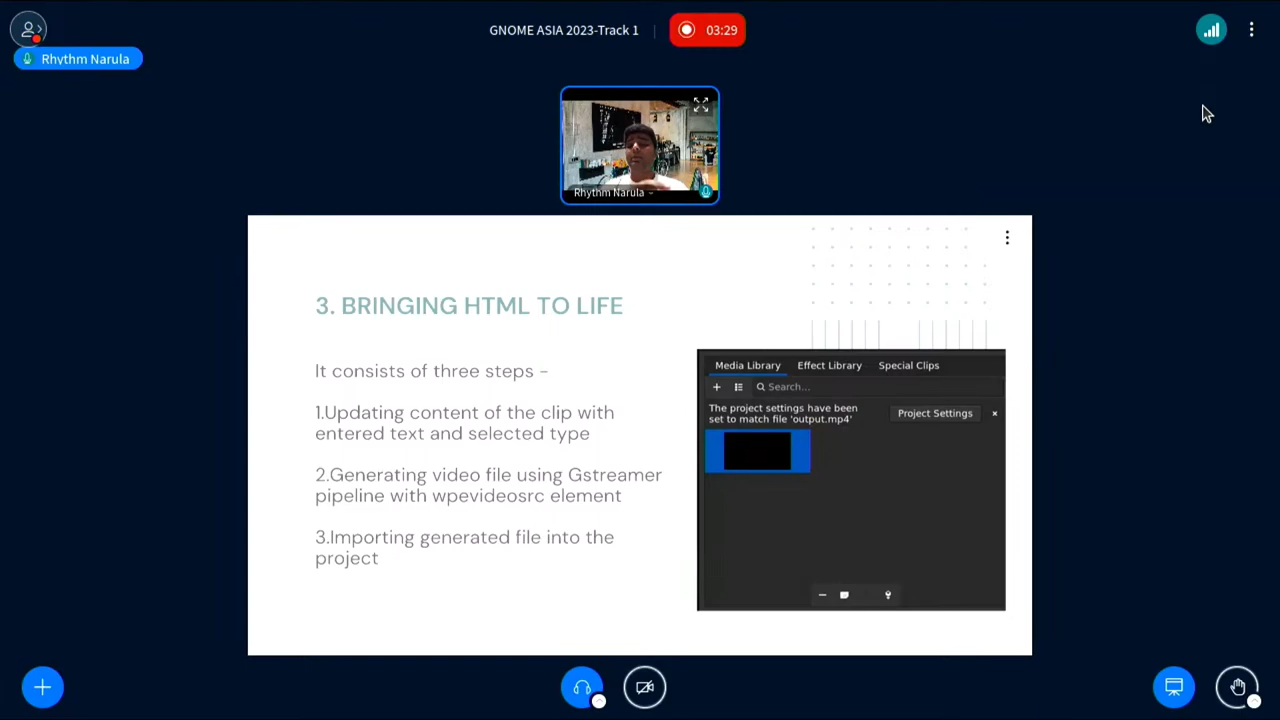 GNOME ASIA 2023-Track 1
03:29
Rhythm Narula
Rhythm Narula
3. BRINGING HTML TO LIFE
It consists of three steps -
1.Updating content of the clip with
entered text and selected type
2.Generating video file using Gstreamer
pipeline with wpevideosrc element
3.Importing generated file into the
project
Media Library Effect Library Special Clips
Search...
The project settings have been
set to match file 'output.mp4'
Project Settings